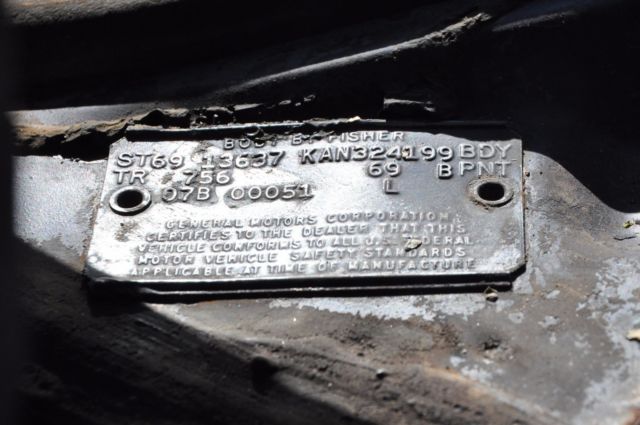 BODY BY FISHER
ST69 13637 KAN324199 BDY
TR 756 69 B PNT
07B 00051 L
GENERAL MOTORS CORPORATION
CERTIFIES TO THE DEALER THAT THIS
VEHICLE CONFORMS TO ALL U.S. FEDERAL
MOTOR VEHICLE SAFETY STANDARDS
APPLICABLE AT TIME OF MANUFACTURE